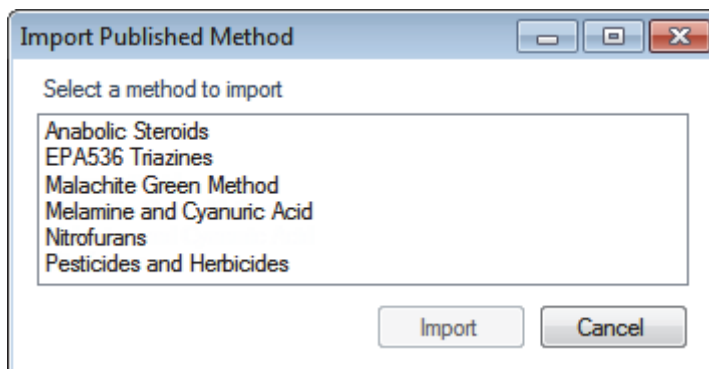 Import Published Method
Select a method to import
Anabolic Steroids
EPA536 Triazines
Malachite Green Method
Melamine and Cyanuric Acid
Nitrofurans
Pesticides and Herbicides
Import
Cancel